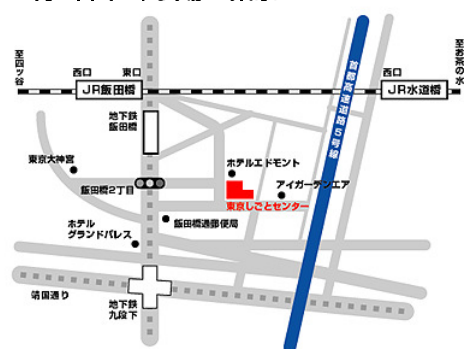 至四ッ谷
西口
東口
JR飯田橋
西口
JR水道橋
至お茶の水
首都高速道路5号線
地下鉄
飯田橋
東京大神宮
飯田橋2丁目
ホテルエドモント
アイガーデンエア
東京しごとセンター
飯田橋通郵便局
ホテル
グランドパレス
靖国通り
地下鉄
九段下